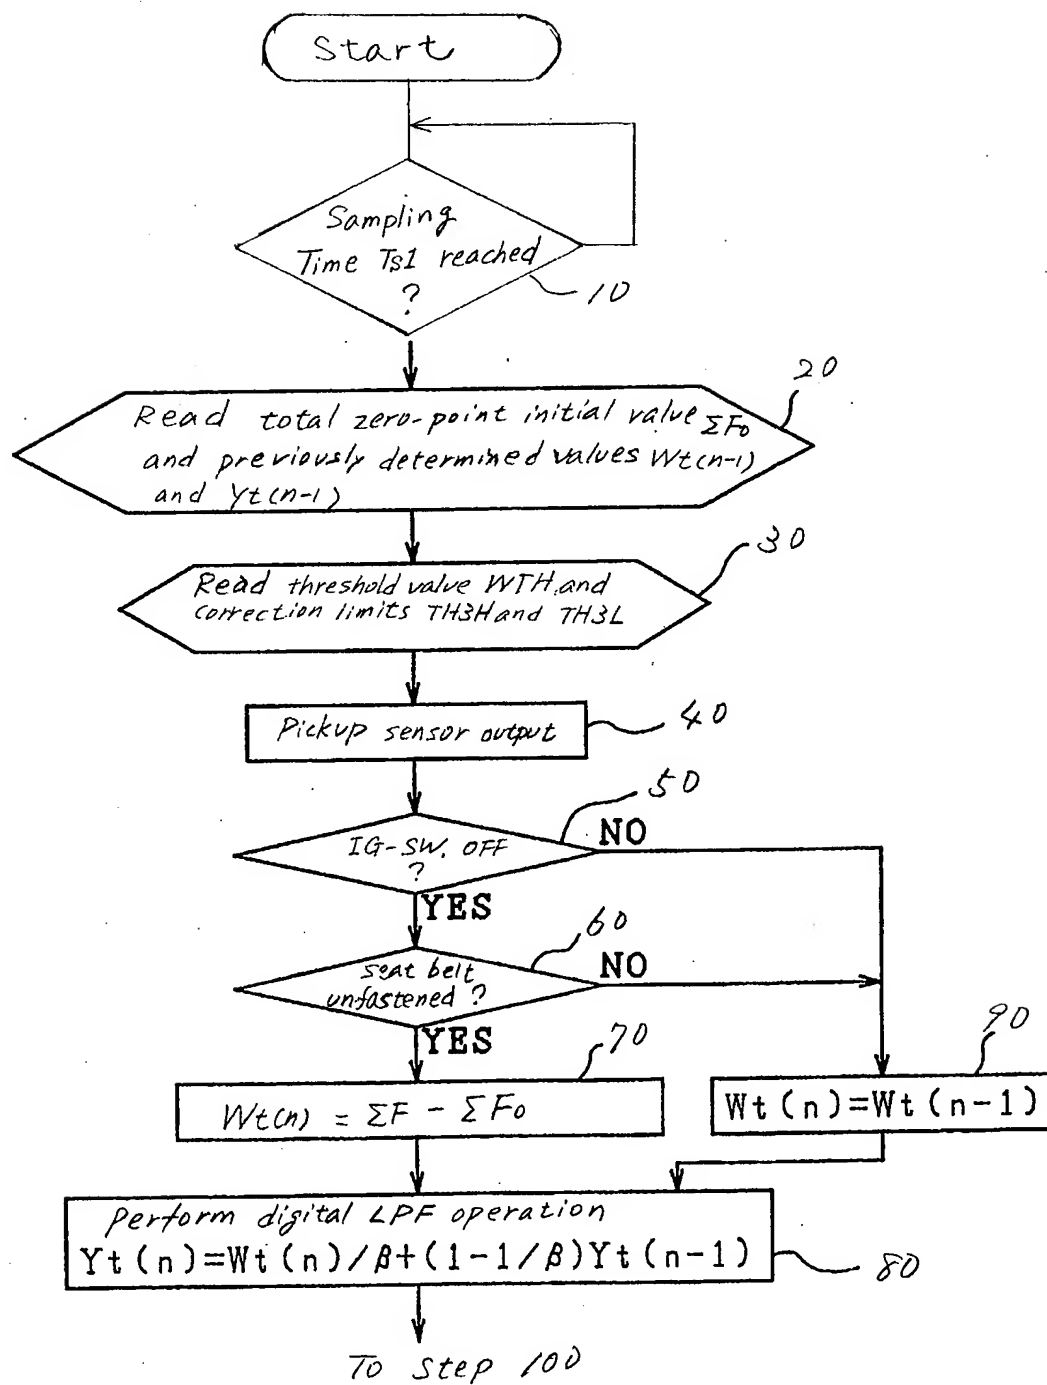 Start
Sampling
Time Ts1 reached
?
10
20
Read total zero-point initial value ΣF₀
and previously determined values Wt(n-1)
and Yt(n-1)
30
Read threshold value WTH, and
correction limits TH3H and TH3L
Pickup sensor output
40
50
IG-SW. OFF
?
NO
YES
60
seat belt
unfastened ?
NO
YES
70
90
Wt(n) = ΣF - ΣF₀
Wt(n)=Wt(n-1)
perform digital LPF operation
Yt(n)=Wt(n)/β+(1-1/β)Yt(n-1)
80
To Step 100